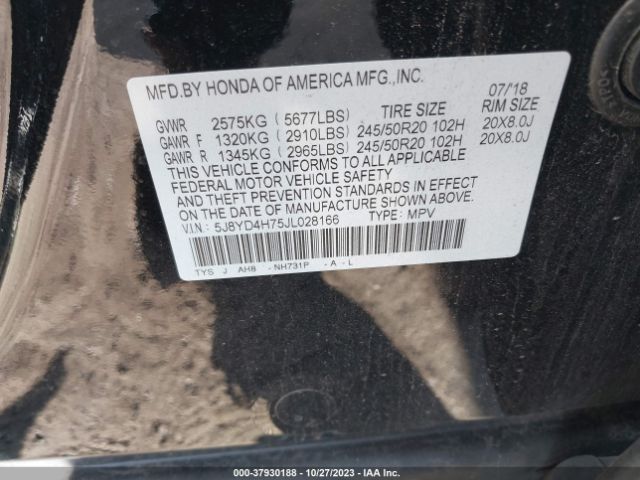 MFD.BY HONDA OF AMERICA MFG.,INC. 07/18
TIRE SIZE RIM SIZE
GVWR 2575KG (5677LBS)
GAWR F 1320KG (2910LBS) 245/50R20 102H 20X8.0J
GAWR R 1345KG (2965LBS) 245/50R20 102H 20X8.0J
THIS VEHICLE CONFORMS TO ALL APPLICABLE
FEDERAL MOTOR VEHICLE SAFETY
AND THEFT PREVENTION STANDARDS IN EFFECT
ON THE DATE OF MANUFACTURE SHOWN ABOVE.
V.I.N.: 5J8YD4H75JL028166 TYPE: MPV
TYS J AH8 -NH731P -A -L
000-37930188 - 10/27/2023 - IAA Inc.